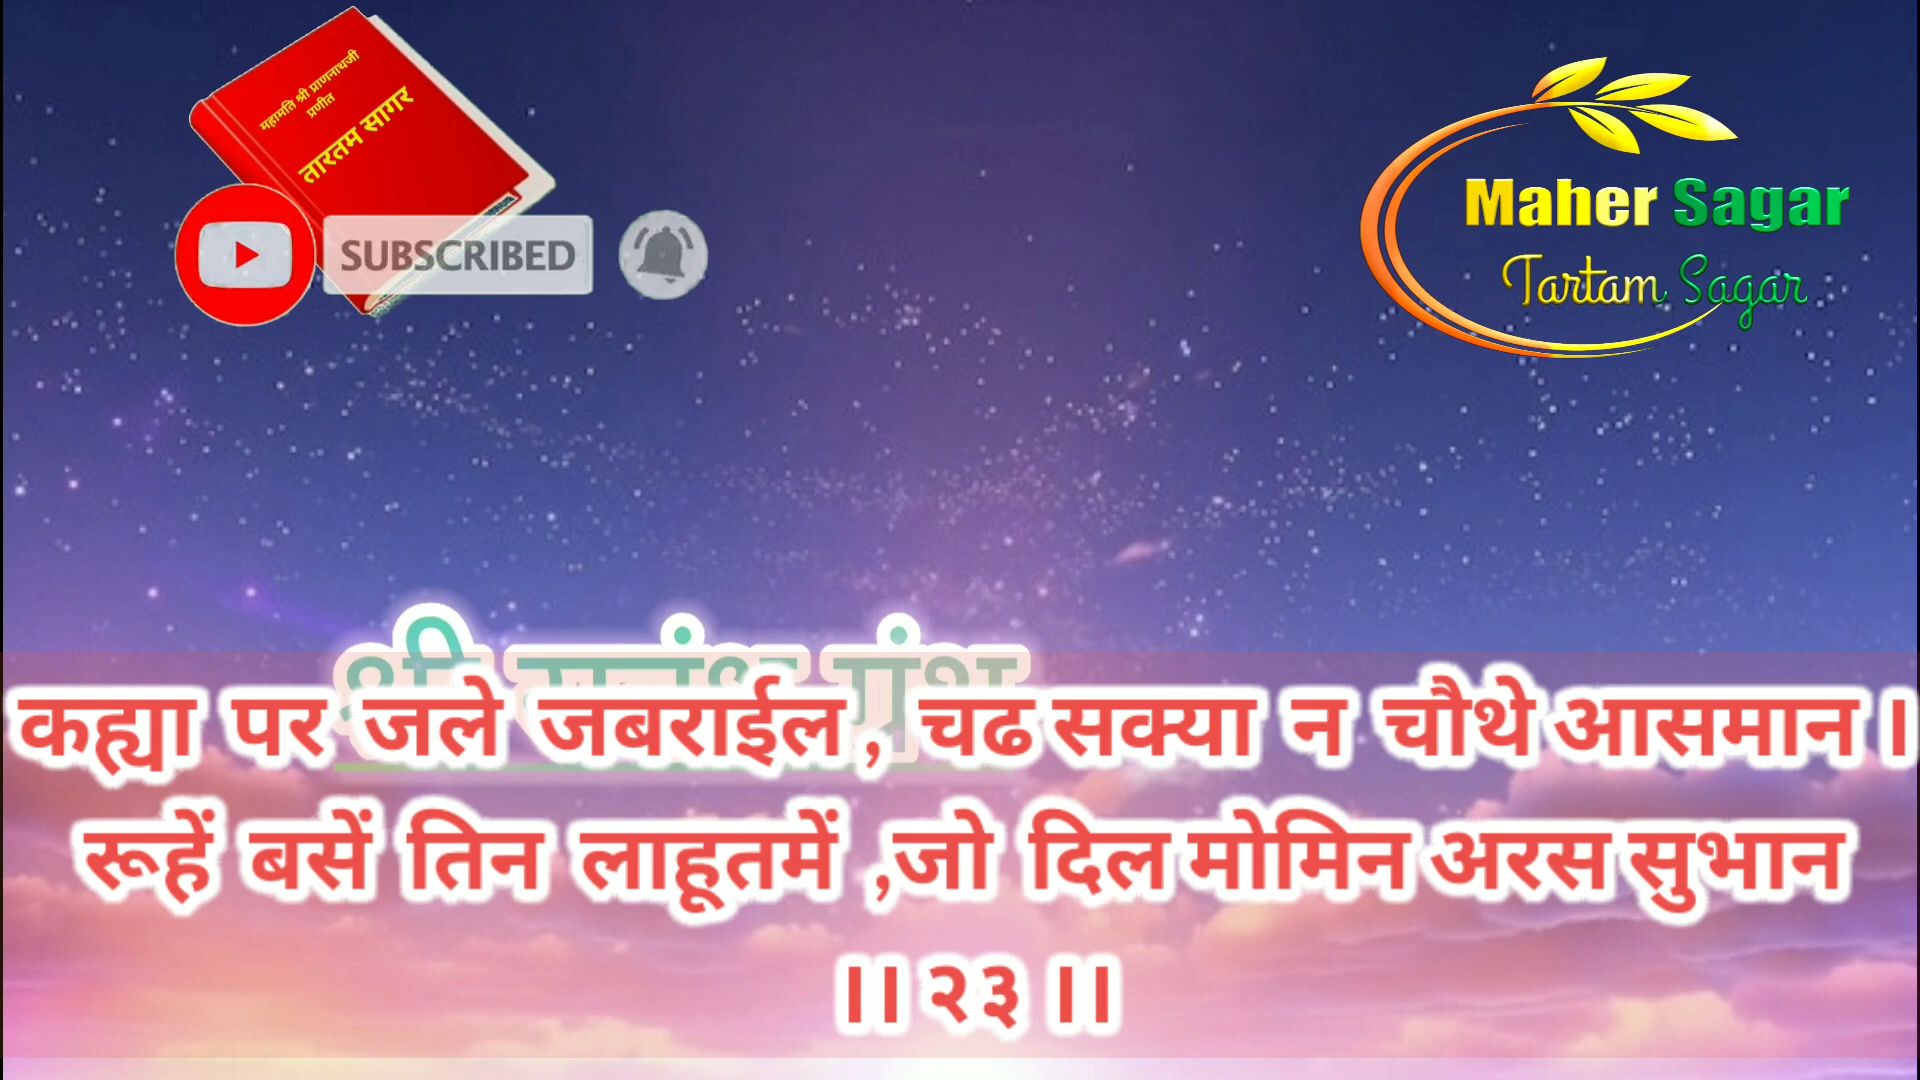 महामति श्री प्राणनाथजी
प्रणीत
तारतम सागर
SUBSCRIBED
Maher Sagar
Tartam Sagar
श्री सनंध ग्रंथ
कह्या पर जले जबराईल , चढ सक्या न चौथे आसमान ।
रूहें बसें तिन लाहूतमें ,जो दिल मोमिन अरस सुभान
।। २३ ।।